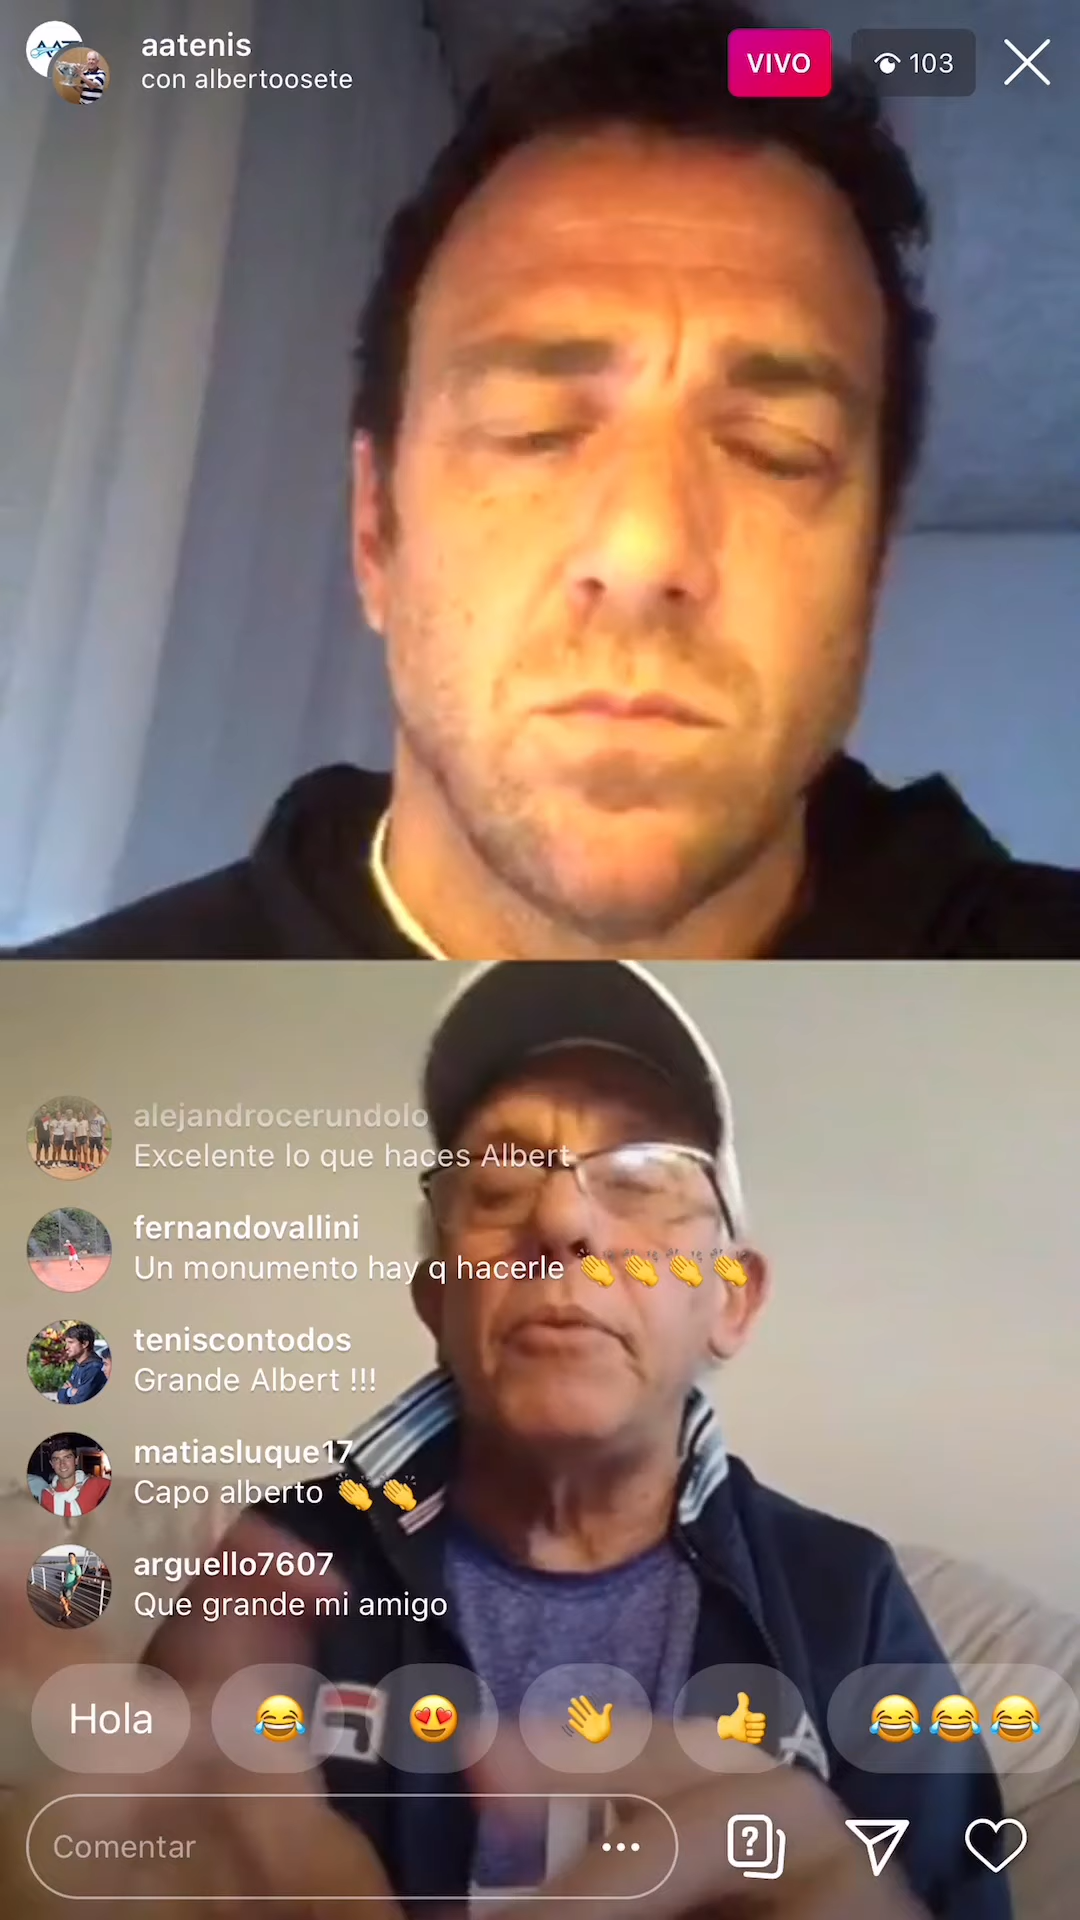 aatenis
con albertoosete
VIVO
103
alejandrocerundolo
Excelente lo que haces Albert
fernandovallini
Un monumento hay q hacerle 👏👏👏👏
teniscontodos
Grande Albert !!!
matiasluque17
Capo alberto 👏👏
arguello7607
Que grande mi amigo
Hola
Comentar